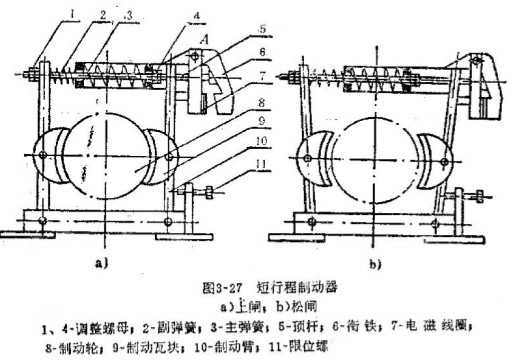 1 2 3 4 A 5
6
7
8
9
10
11
a) b)
图3-27 短行程制动器
a)上闸；b)松闸
1、4-调整螺母；2-副弹簧；3-主弹簧；5-顶杆；6-衔铁；7-电磁线圈；
8-制动轮；9-制动瓦块；10-制动臂；11-限位螺